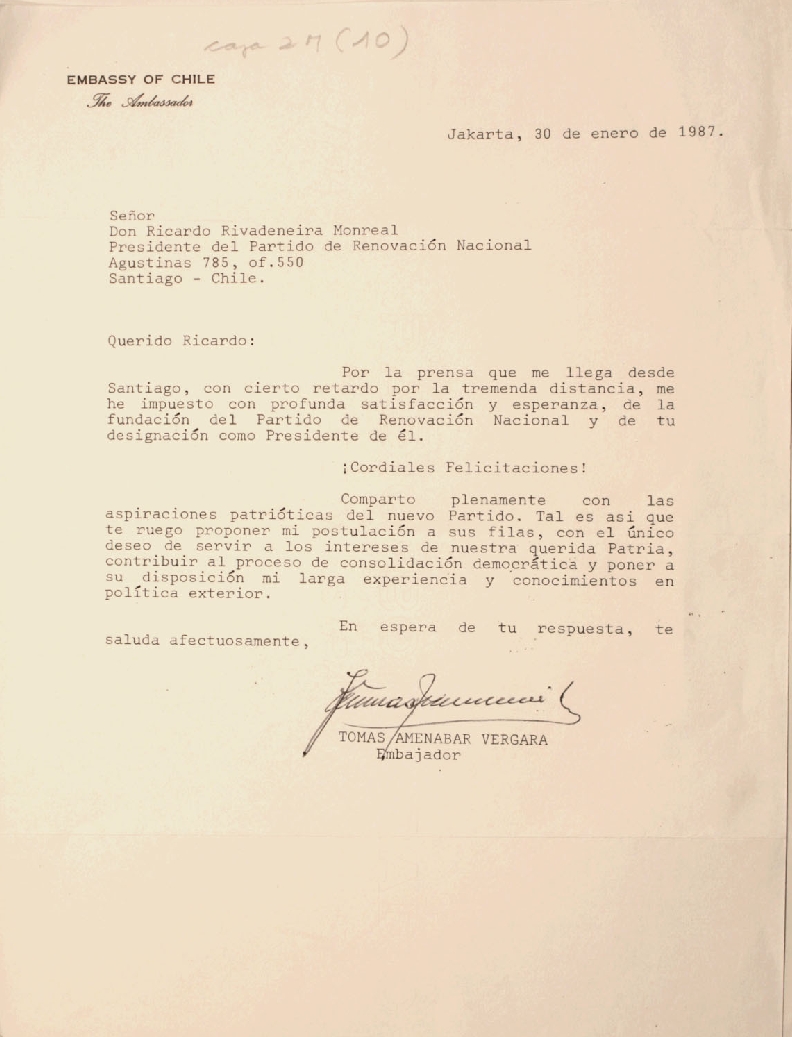 caja 2 M (10)
EMBASSY OF CHILE
The Ambassador
Jakarta, 30 de enero de 1987.
Señor
Don Ricardo Rivadeneira Monreal
Presidente del Partido de Renovación Nacional
Agustinas 785, of.550
Santiago - Chile.
Querido Ricardo:
Por la prensa que me llega desde
Santiago, con cierto retardo por la tremenda distancia, me
he impuesto con profunda satisfacción y esperanza, de la
fundación del Partido de Renovación Nacional y de tu
designación como Presidente de él.
¡Cordiales Felicitaciones!
Comparto plenamente con las
aspiraciones patrióticas del nuevo Partido. Tal es asi que
te ruego proponer mi postulación a sus filas, con el único
deseo de servir a los intereses de nuestra querida Patria,
contribuir al proceso de consolidación democrática y poner a
su disposición mi larga experiencia y conocimientos en
política exterior.
En espera de tu respuesta, te
saluda afectuosamente,
TOMAS AMENABAR VERGARA
Embajador